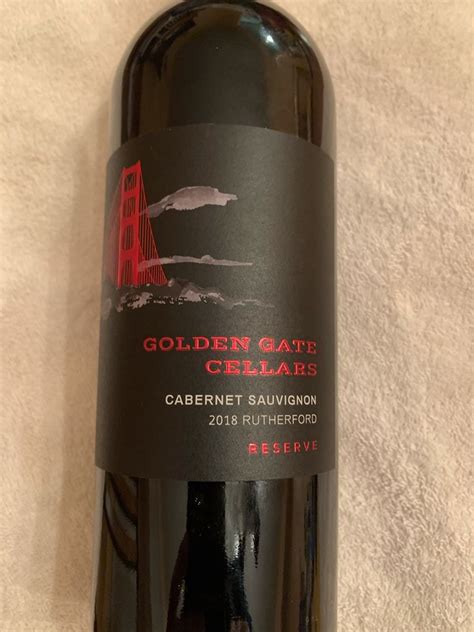 GOLDEN GATE
CELLARS
CABERNET SAUVIGNON
2018 RUTHERFORD
RESERVE